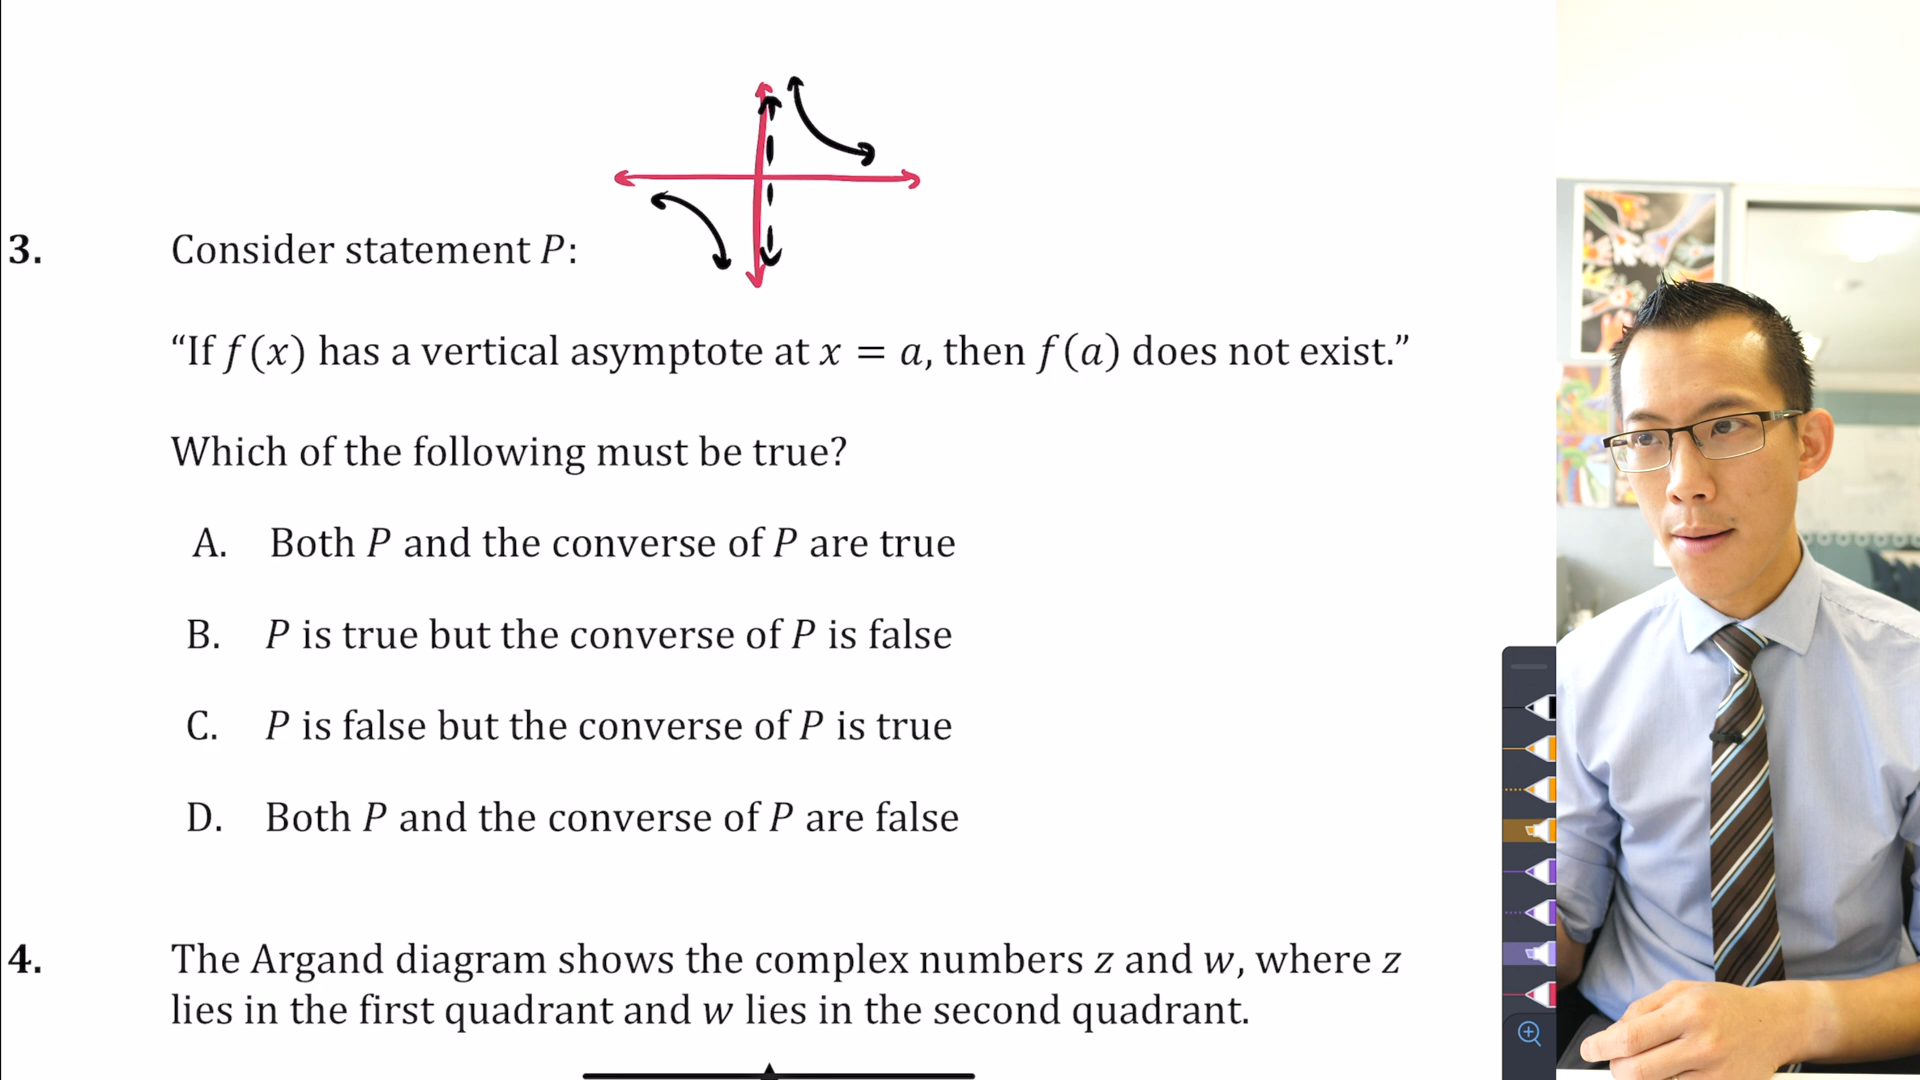 3. Consider statement P:
“If f(x) has a vertical asymptote at x = a, then f(a) does not exist.”
Which of the following must be true?
A. Both P and the converse of P are true
B. P is true but the converse of P is false
C. P is false but the converse of P is true
D. Both P and the converse of P are false
4. The Argand diagram shows the complex numbers z and w, where z
lies in the first quadrant and w lies in the second quadrant.